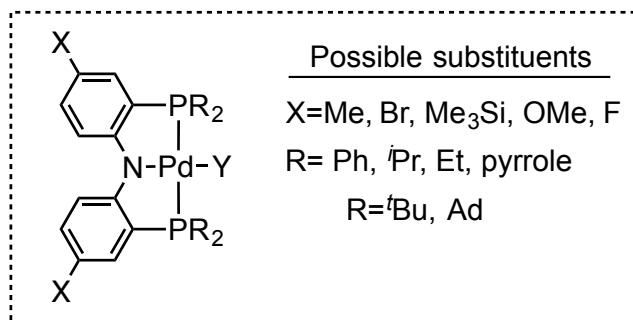 X
PR₂
N-Pd-Y
PR₂
X
Possible substituents
X=Me, Br, Me₃Si, OMe, F
R= Ph, ⁱPr, Et, pyrrole
R=ᵗBu, Ad